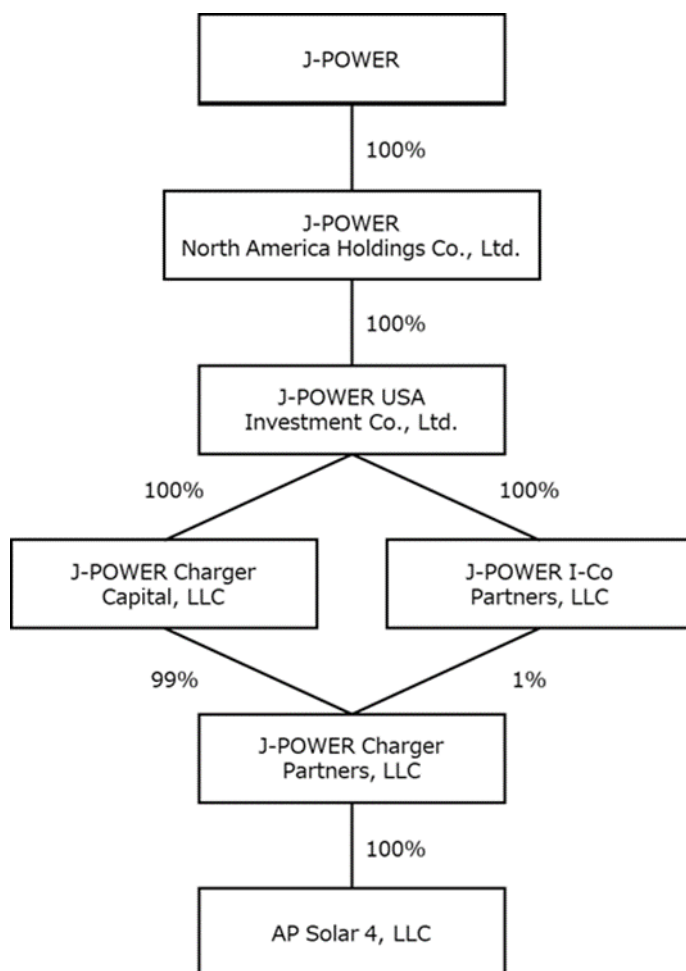 J-POWER
100%
J-POWER
North America Holdings Co., Ltd.
100%
J-POWER USA
Investment Co., Ltd.
100%
100%
J-POWER Charger
Capital, LLC
J-POWER I-Co
Partners, LLC
99%
1%
J-POWER Charger
Partners, LLC
100%
AP Solar 4, LLC